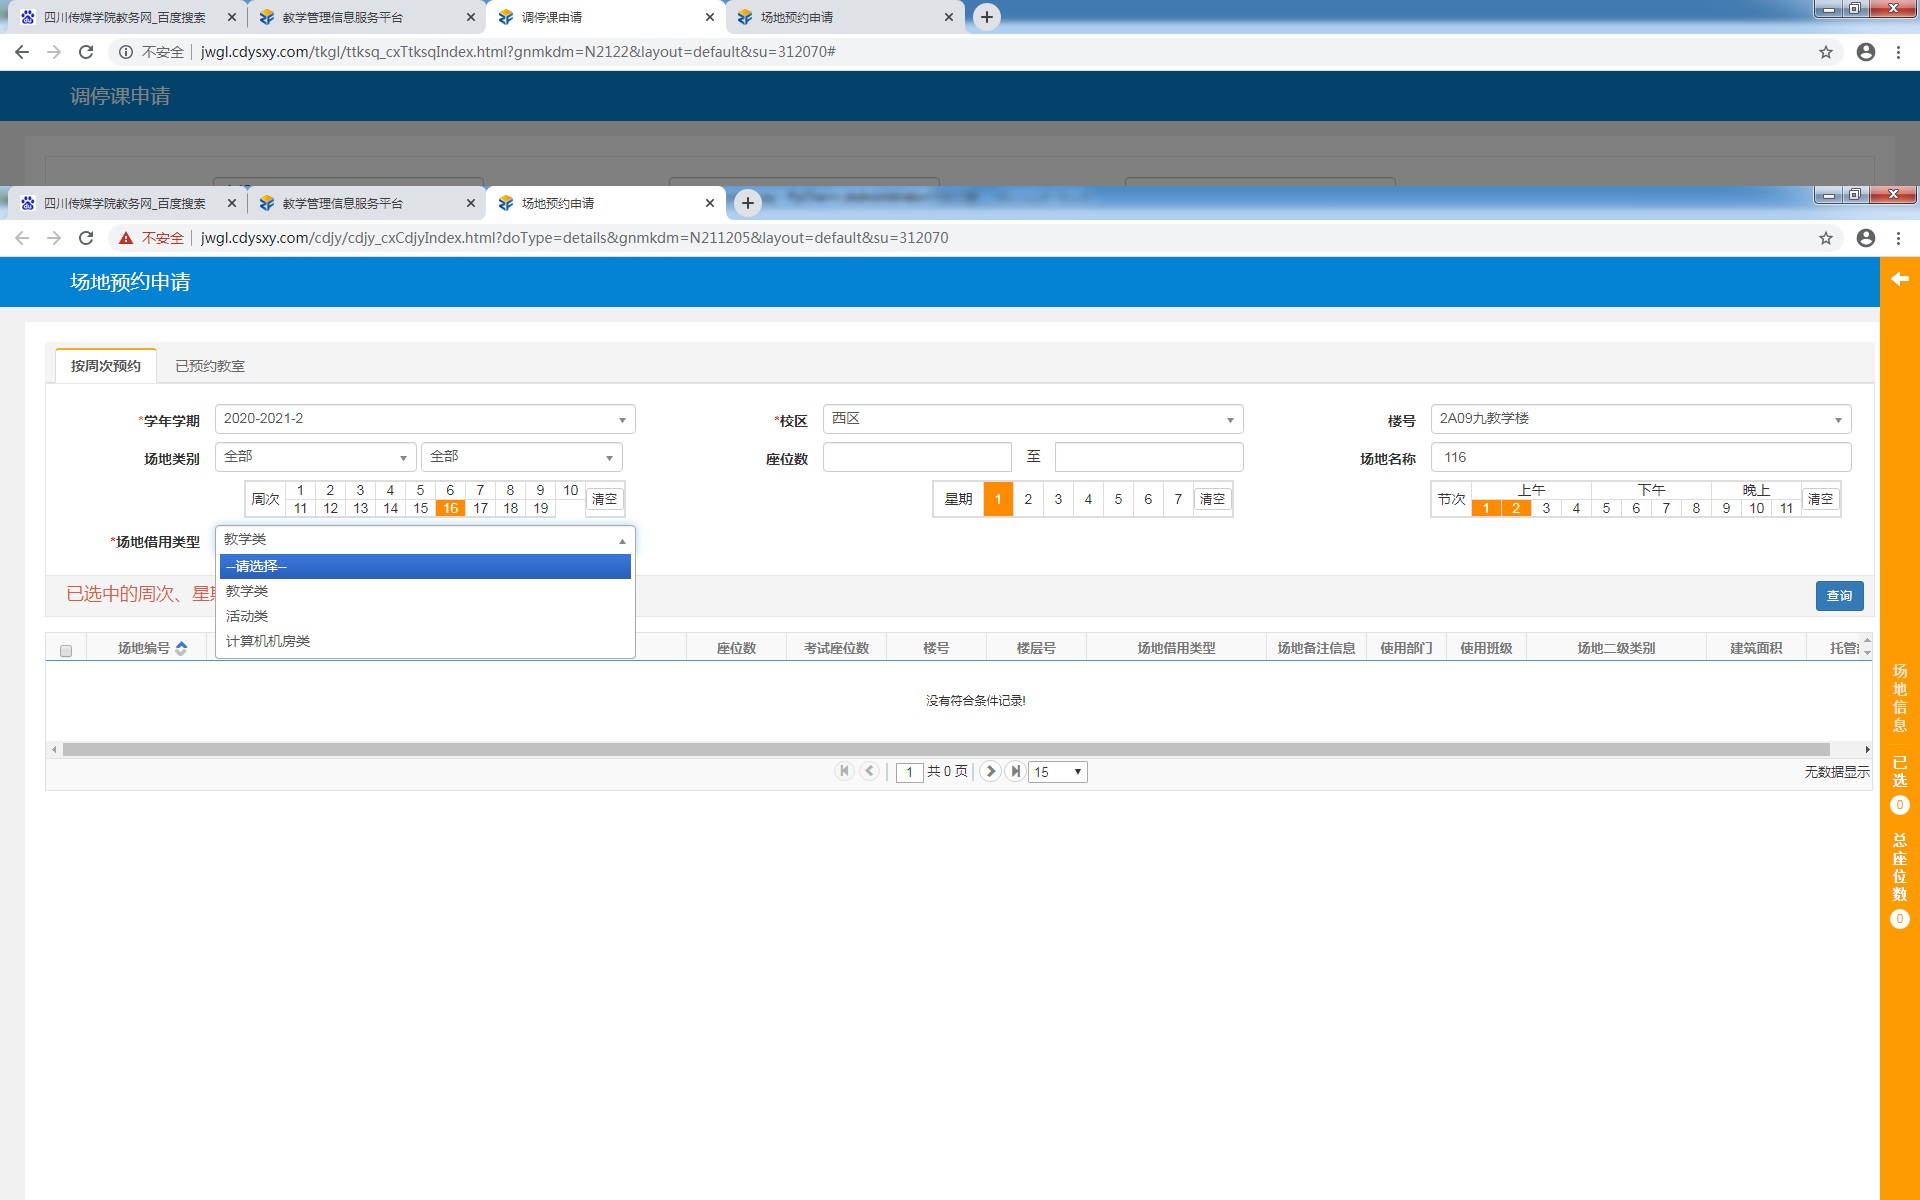 四川传媒学院教务网_百度搜索
教学管理信息服务平台
调停课申请
场地预约申请
不安全 jwgl.cdysxy.com/tkgl/ttksq_cxTtksqIndex.html?gnmkdm=N2122&layout=default&su=312070#
调停课申请
四川传媒学院教务网_百度搜索
教学管理信息服务平台
场地预约申请
不安全 jwgl.cdysxy.com/cdjy/cdjy_cxCdjyIndex.html?doType=details&gnmkdm=N211205&layout=default&su=312070
场地预约申请
按周次预约 已预约教室
*学年学期 2020-2021-2 *校区 西区 楼号 2A09九教学楼
场地类别 全部 全部 座位数 至 场地名称 116
周次 1 2 3 4 5 6 7 8 9 10 清空
11 12 13 14 15 16 17 18 19
星期 1 2 3 4 5 6 7 清空
节次 上午 下午 晚上 清空
1 2 3 4 5 6 7 8 9 10 11
*场地借用类型 教学类
--请选择--
教学类
活动类
计算机机房类
已选中的周次、星
查询
场地编号 座位数 考试座位数 楼号 楼层号 场地借用类型 场地备注信息 使用部门 使用班级 场地二级类别 建筑面积 托管
没有符合条件记录!
1 共 0 页 15 无数据显示
场地信息
已选 0
总座位数 0